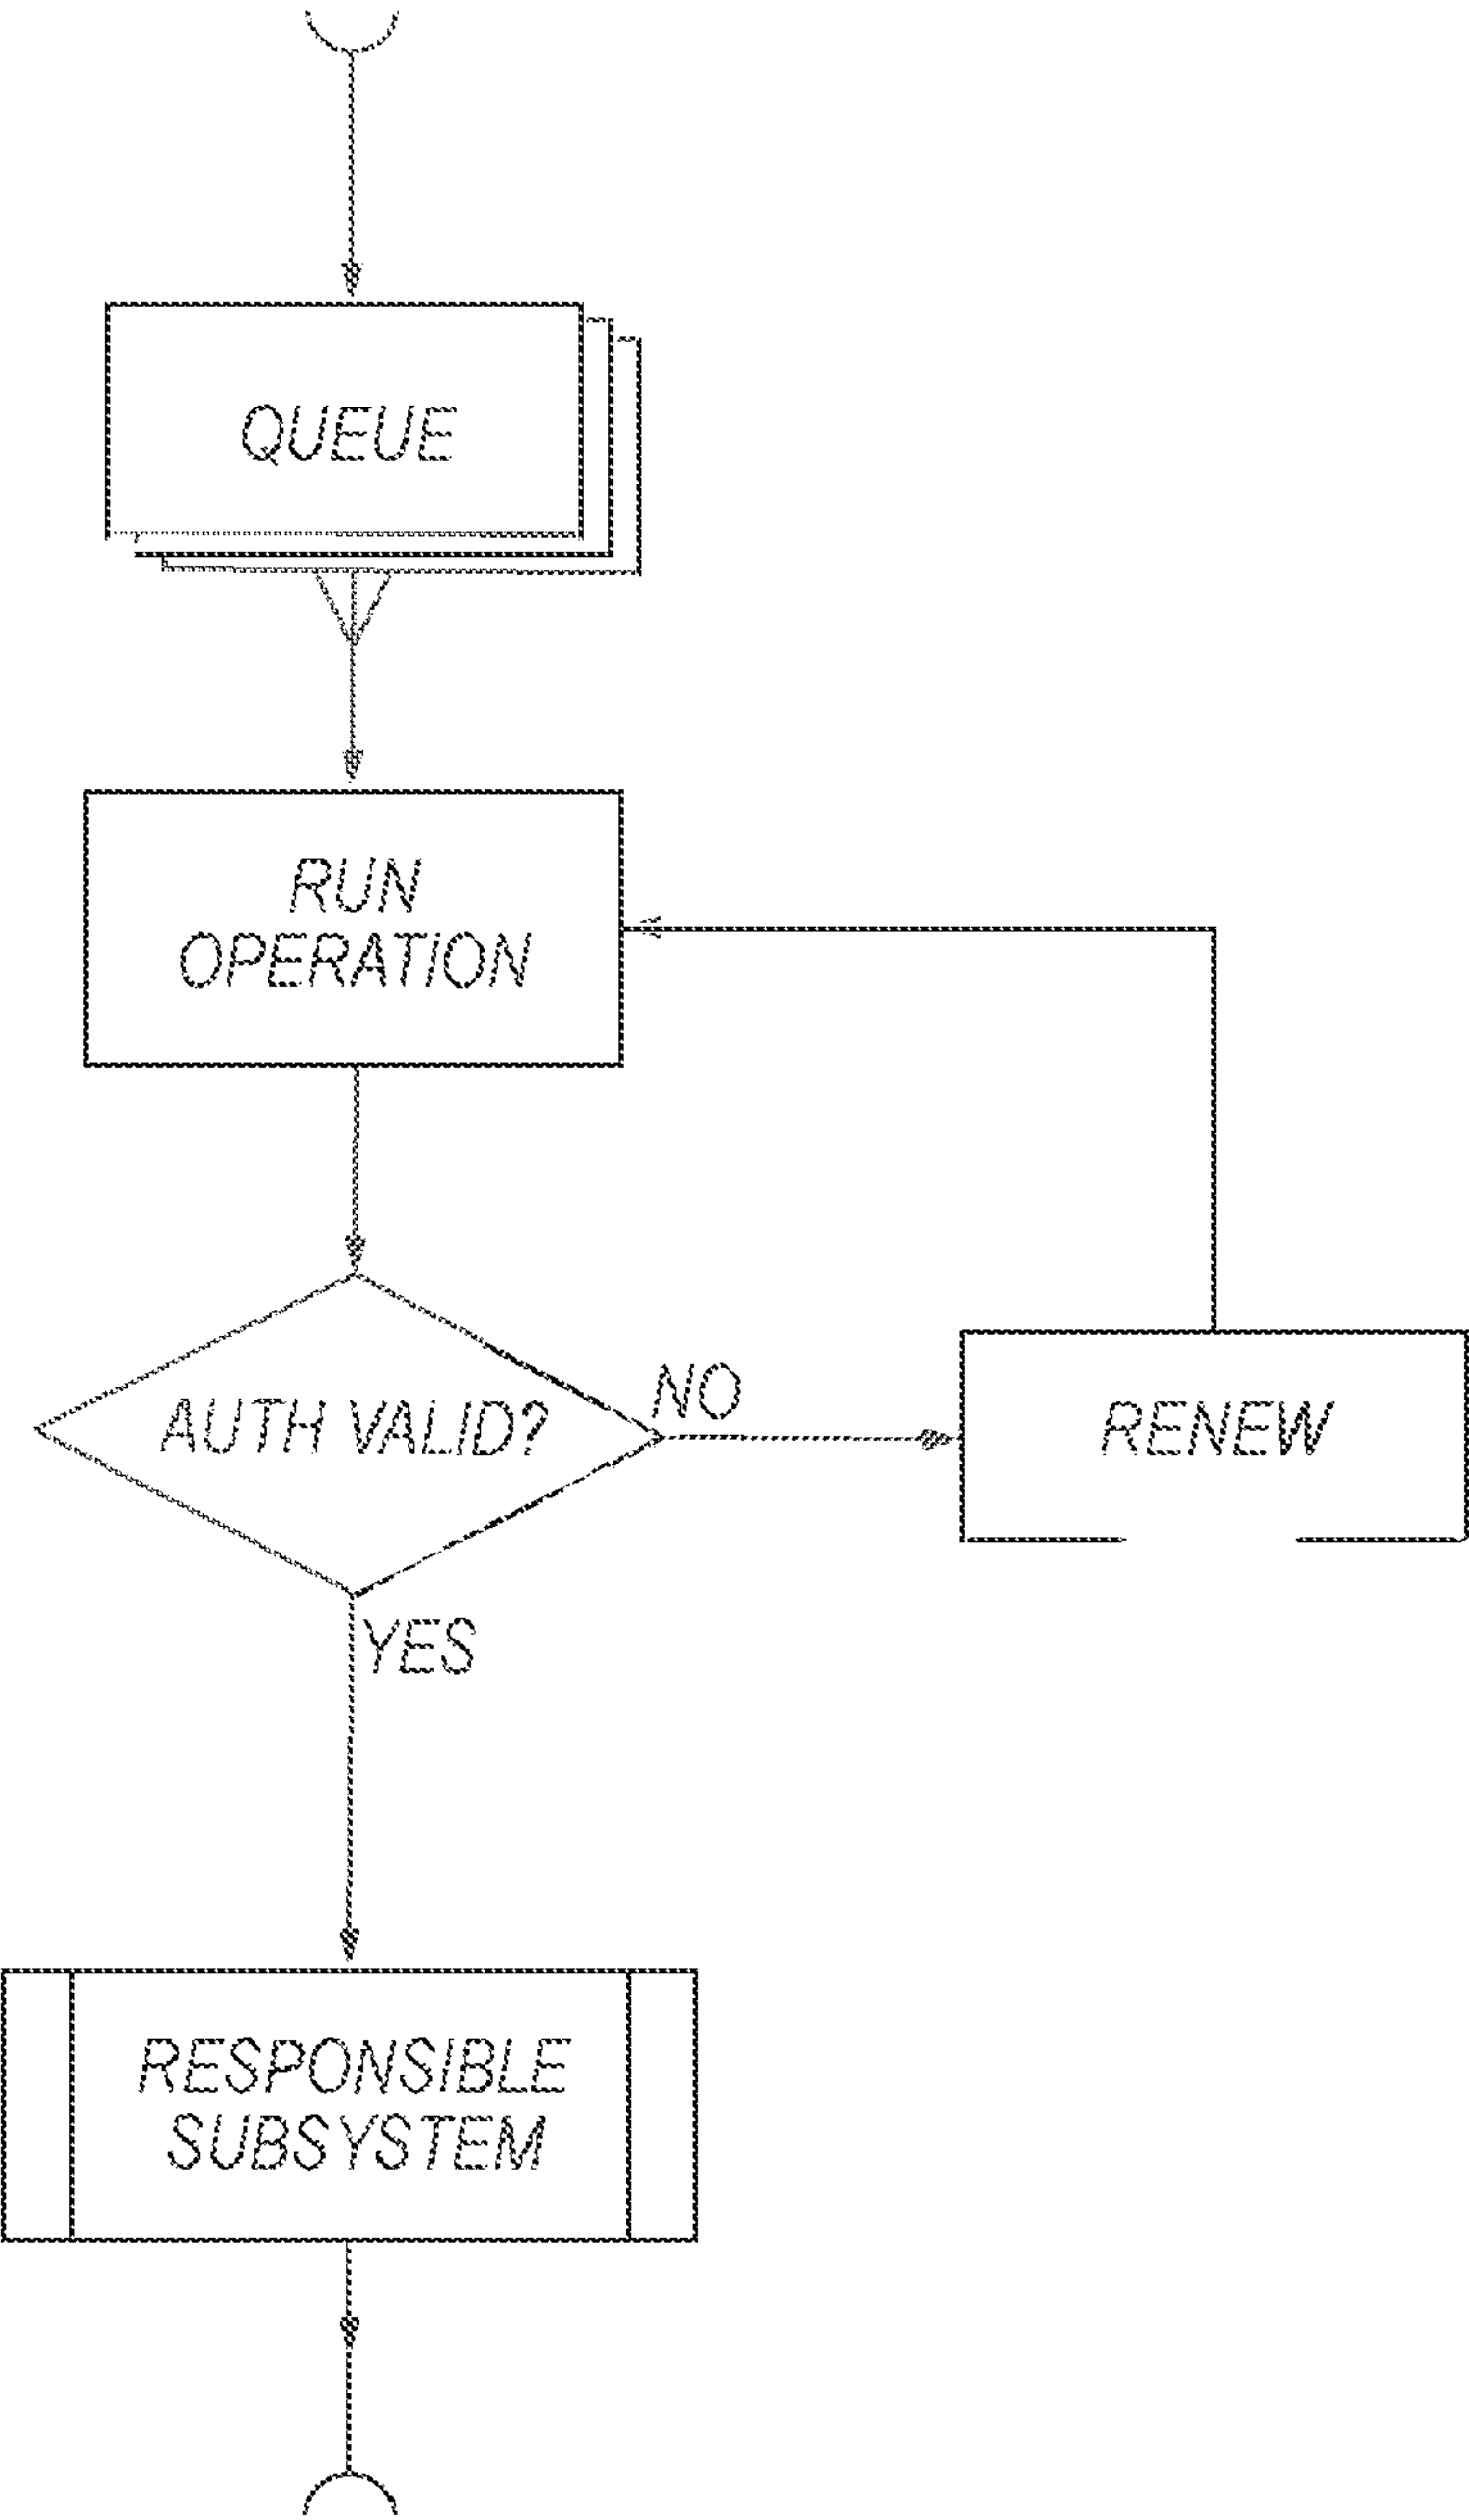 QUEUE
RUN
OPERATION
AUTH VALID?
NO
RENEW
YES
RESPONSIBLE
SUBSYSTEM